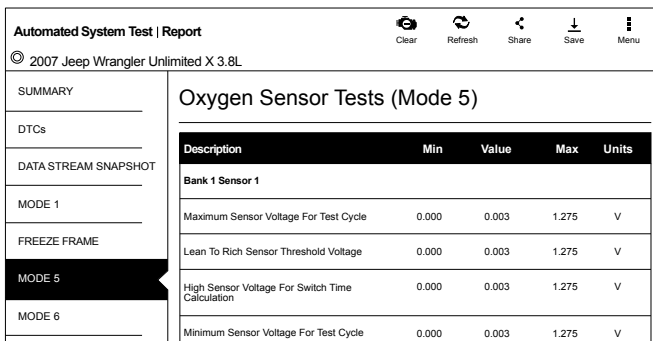 Automated System Test | Report
Clear Refresh Share Save Menu
2007 Jeep Wrangler Unlimited X 3.8L
SUMMARY
DTCs
DATA STREAM SNAPSHOT
MODE 1
FREEZE FRAME
MODE 5
MODE 6
Oxygen Sensor Tests (Mode 5)
Description Min Value Max Units
Bank 1 Sensor 1
Maximum Sensor Voltage For Test Cycle 0.000 0.003 1.275 V
Lean To Rich Sensor Threshold Voltage 0.000 0.003 1.275 V
High Sensor Voltage For Switch Time 0.000 0.003 1.275 V
Calculation
Minimum Sensor Voltage For Test Cycle 0.000 0.003 1.275 V